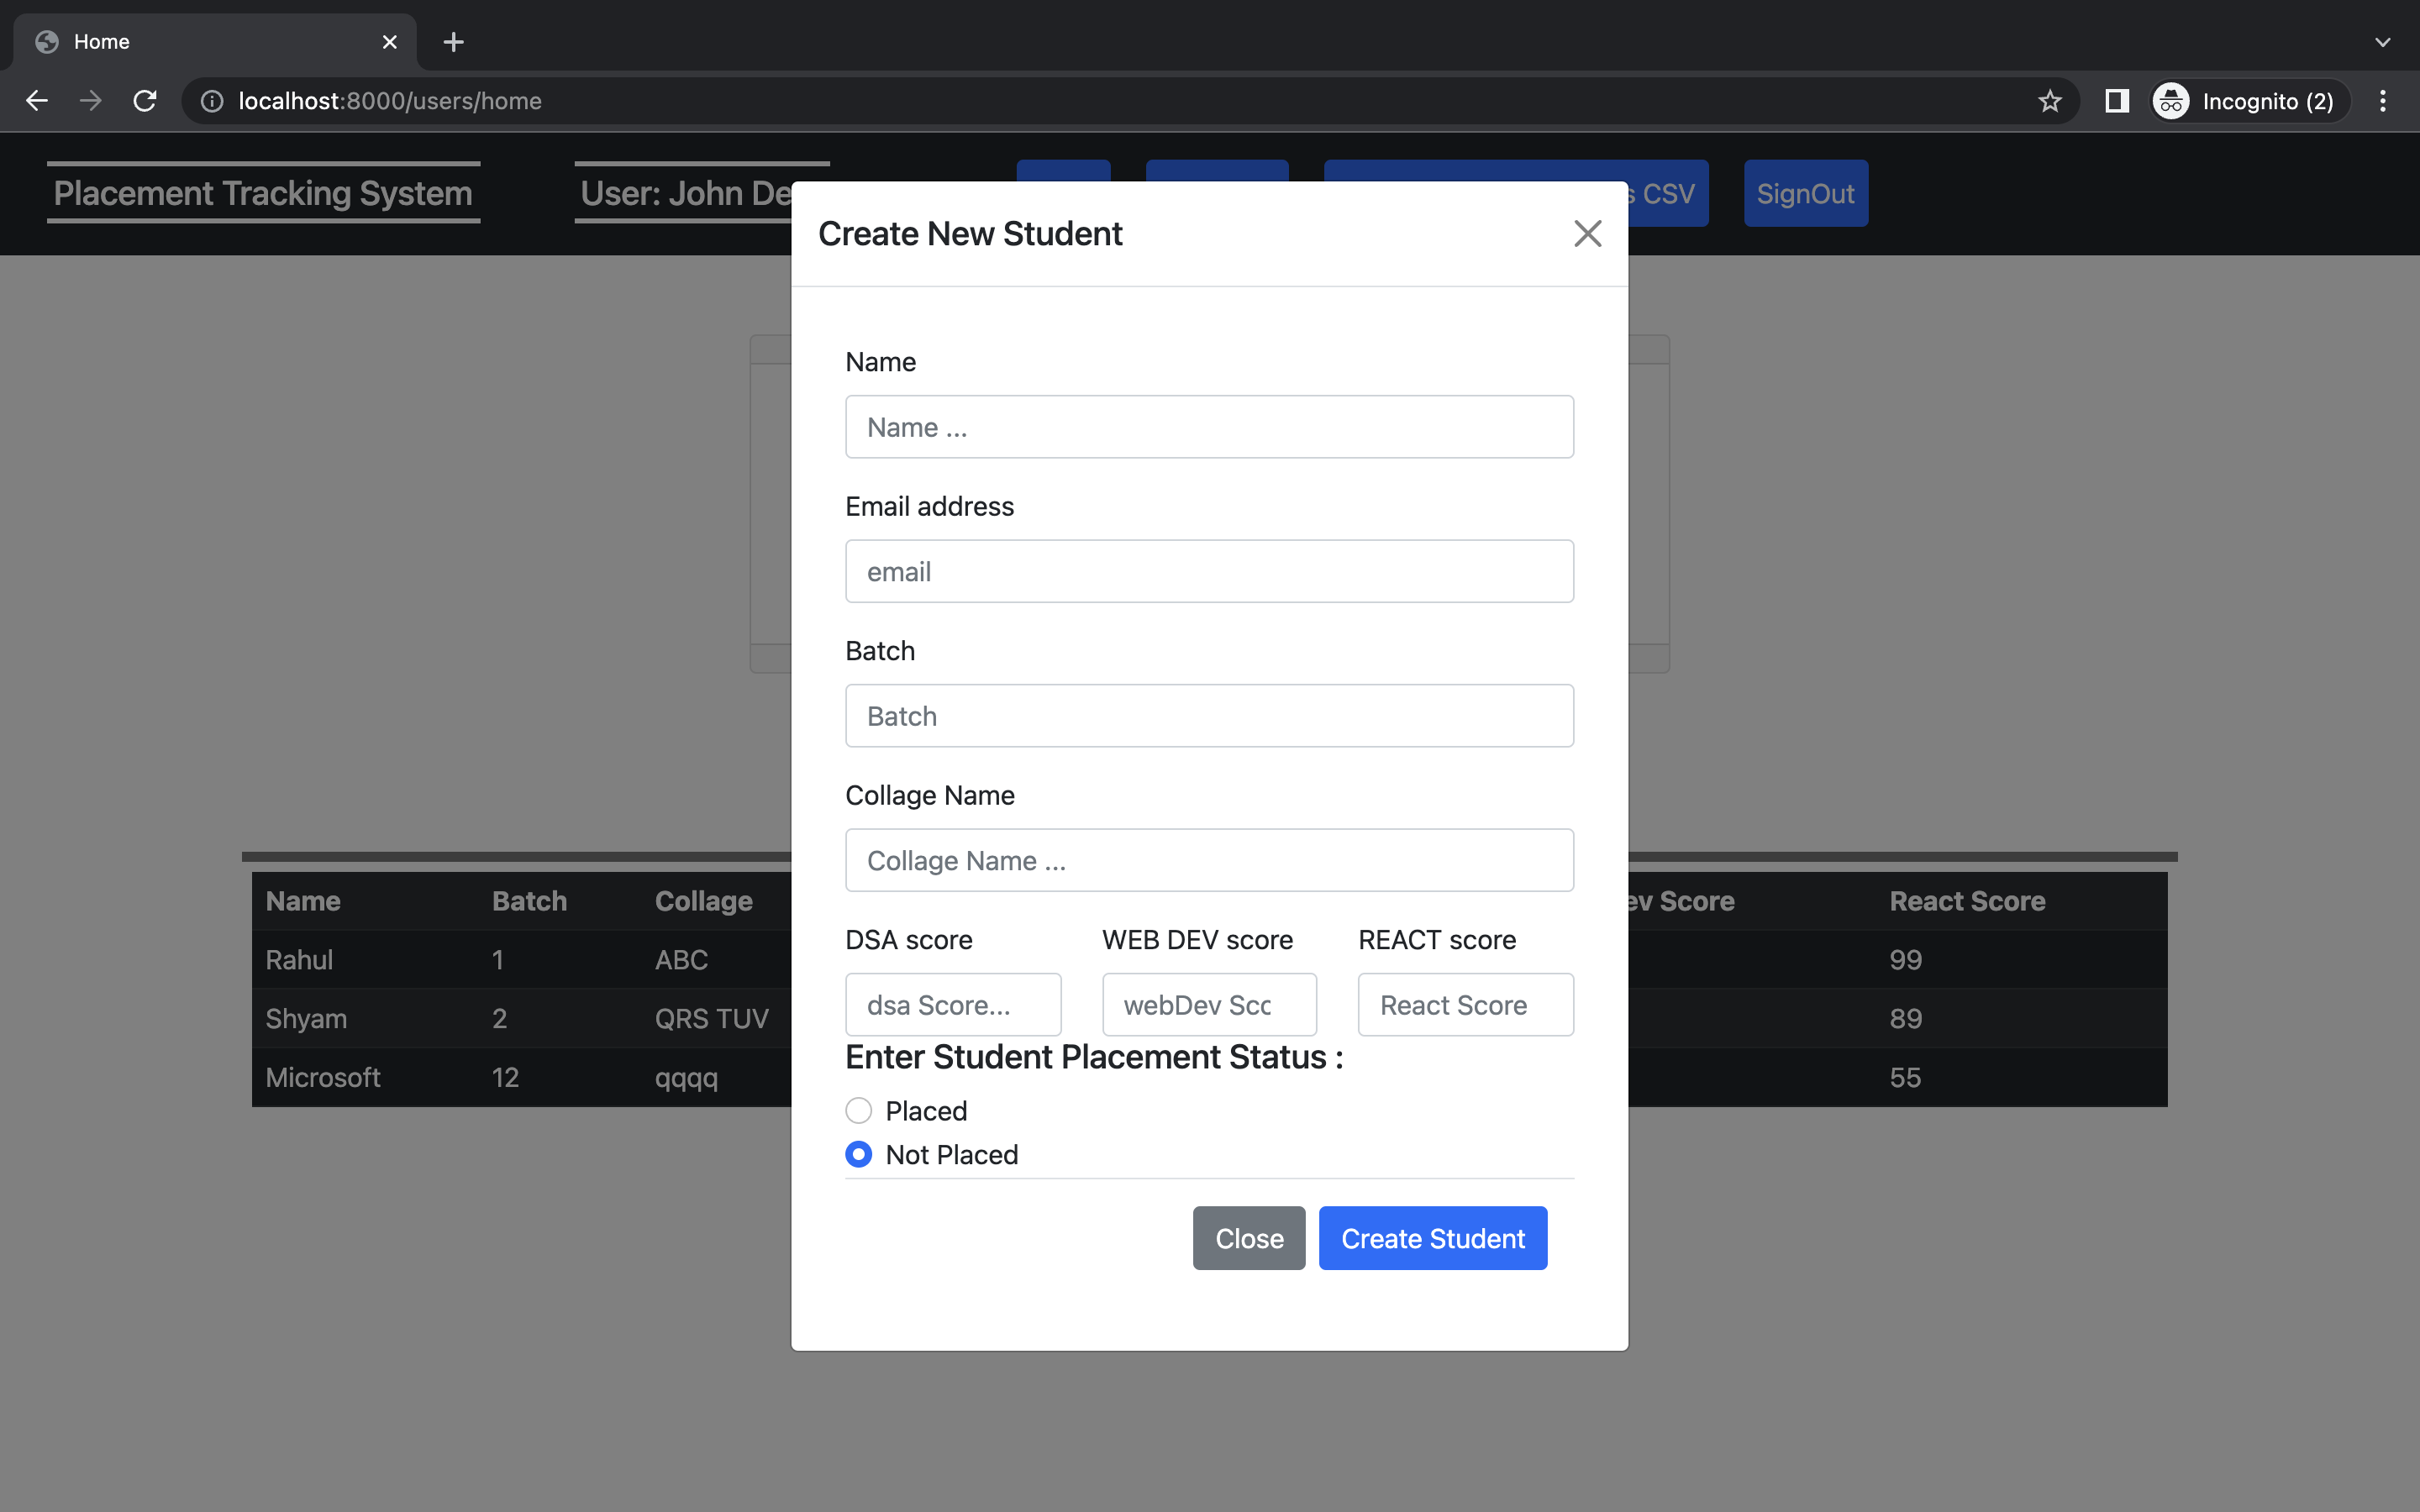 Home
localhost:8000/users/home
Incognito (2)
Placement Tracking System
User: John De
CSV
SignOut
Create New Student
Name
Name ...
Email address
email
Batch
Batch
Collage Name
Collage Name ...
DSA score WEB DEV score REACT score
dsa Score... webDev Sco React Score
Enter Student Placement Status :
Placed
Not Placed
Close Create Student
Name Batch Collage ev Score React Score
Rahul 1 ABC 99
Shyam 2 QRS TUV 89
Microsoft 12 qqqq 55